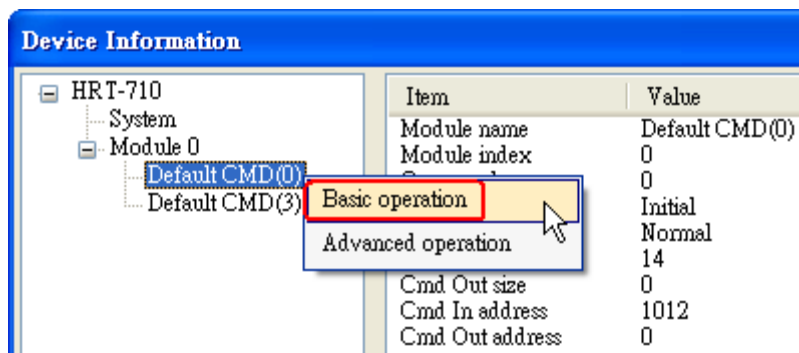 Device Information
HRT-710
System
Module 0
Default CMD(0)
Default CMD(3)
Basic operation
Advanced operation
Item Value
Module name Default CMD(0)
Module index 0
0
Initial
Normal
14
Cmd Out size 0
Cmd In address 1012
Cmd Out address 0